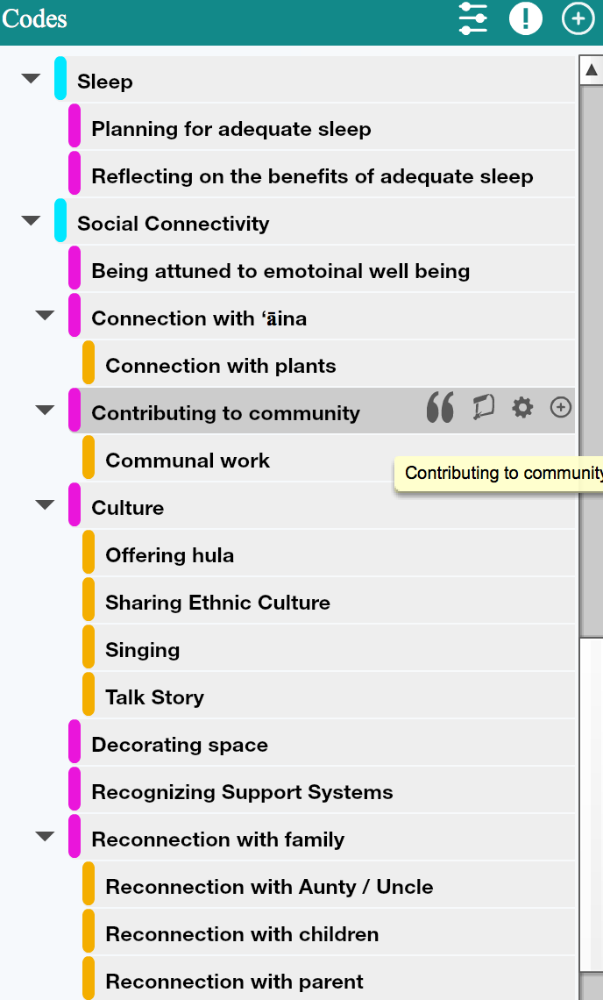 Codes
Sleep
Planning for adequate sleep
Reflecting on the benefits of adequate sleep
Social Connectivity
Being attuned to emotoinal well being
Connection with ʻāina
Connection with plants
Contributing to community
Communal work
Contributing to community
Culture
Offering hula
Sharing Ethnic Culture
Singing
Talk Story
Decorating space
Recognizing Support Systems
Reconnection with family
Reconnection with Aunty / Uncle
Reconnection with children
Reconnection with parent